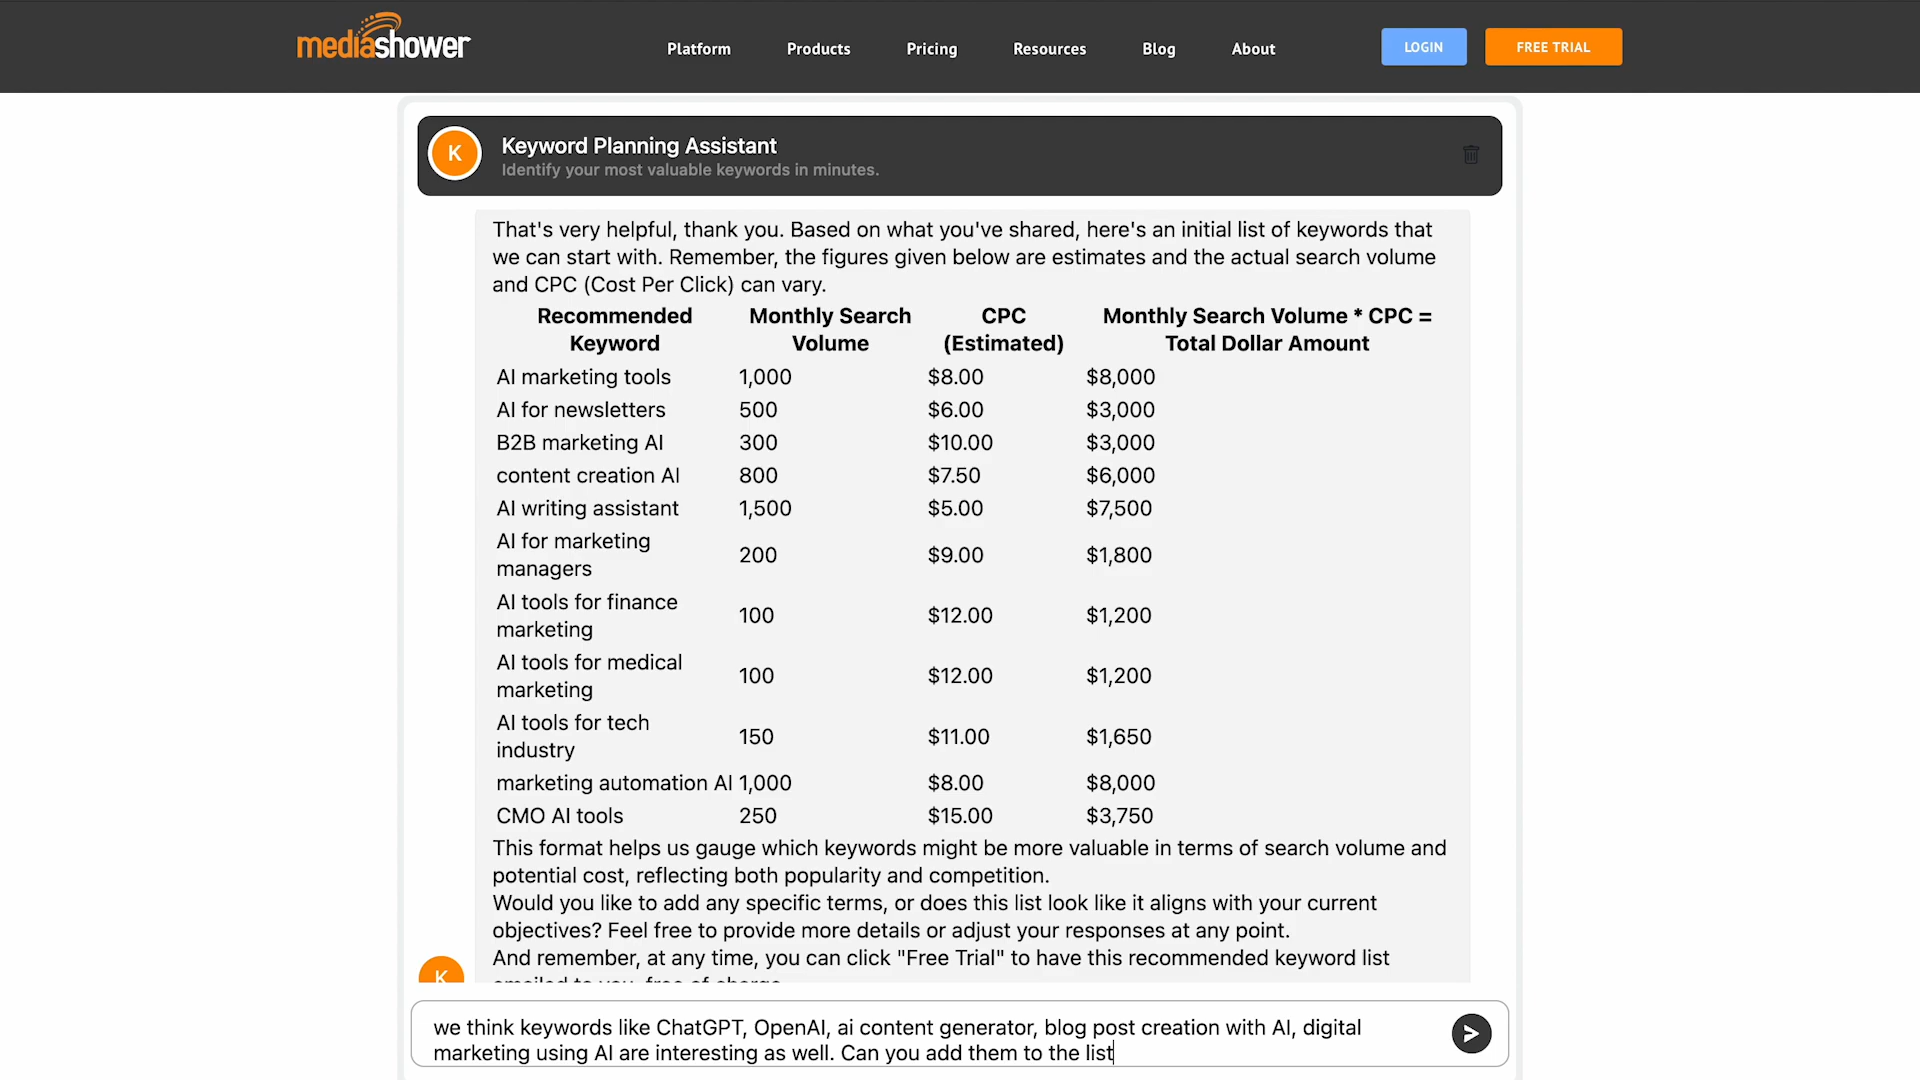 mediashower
Platform
Products
Pricing
Resources
Blog
About
LOGIN
FREE TRIAL
K
Keyword Planning Assistant
Identify your most valuable keywords in minutes.
That's very helpful, thank you. Based on what you've shared, here's an initial list of keywords that
we can start with. Remember, the figures given below are estimates and the actual search volume
and CPC (Cost Per Click) can vary.
Recommended Monthly Search CPC Monthly Search Volume * CPC =
Keyword Volume (Estimated) Total Dollar Amount
AI marketing tools 1,000 $8.00 $8,000
AI for newsletters 500 $6.00 $3,000
B2B marketing AI 300 $10.00 $3,000
content creation AI 800 $7.50 $6,000
AI writing assistant 1,500 $5.00 $7,500
AI for marketing
managers 200 $9.00 $1,800
AI tools for finance
marketing 100 $12.00 $1,200
AI tools for medical
marketing 100 $12.00 $1,200
AI tools for tech
industry 150 $11.00 $1,650
marketing automation AI 1,000 $8.00 $8,000
CMO AI tools 250 $15.00 $3,750
This format helps us gauge which keywords might be more valuable in terms of search volume and
potential cost, reflecting both popularity and competition.
Would you like to add any specific terms, or does this list look like it aligns with your current
objectives? Feel free to provide more details or adjust your responses at any point.
And remember, at any time, you can click "Free Trial" to have this recommended keyword list
emailed to you, free of charge
K
we think keywords like ChatGPT, OpenAI, ai content generator, blog post creation with AI, digital
marketing using AI are interesting as well. Can you add them to the list